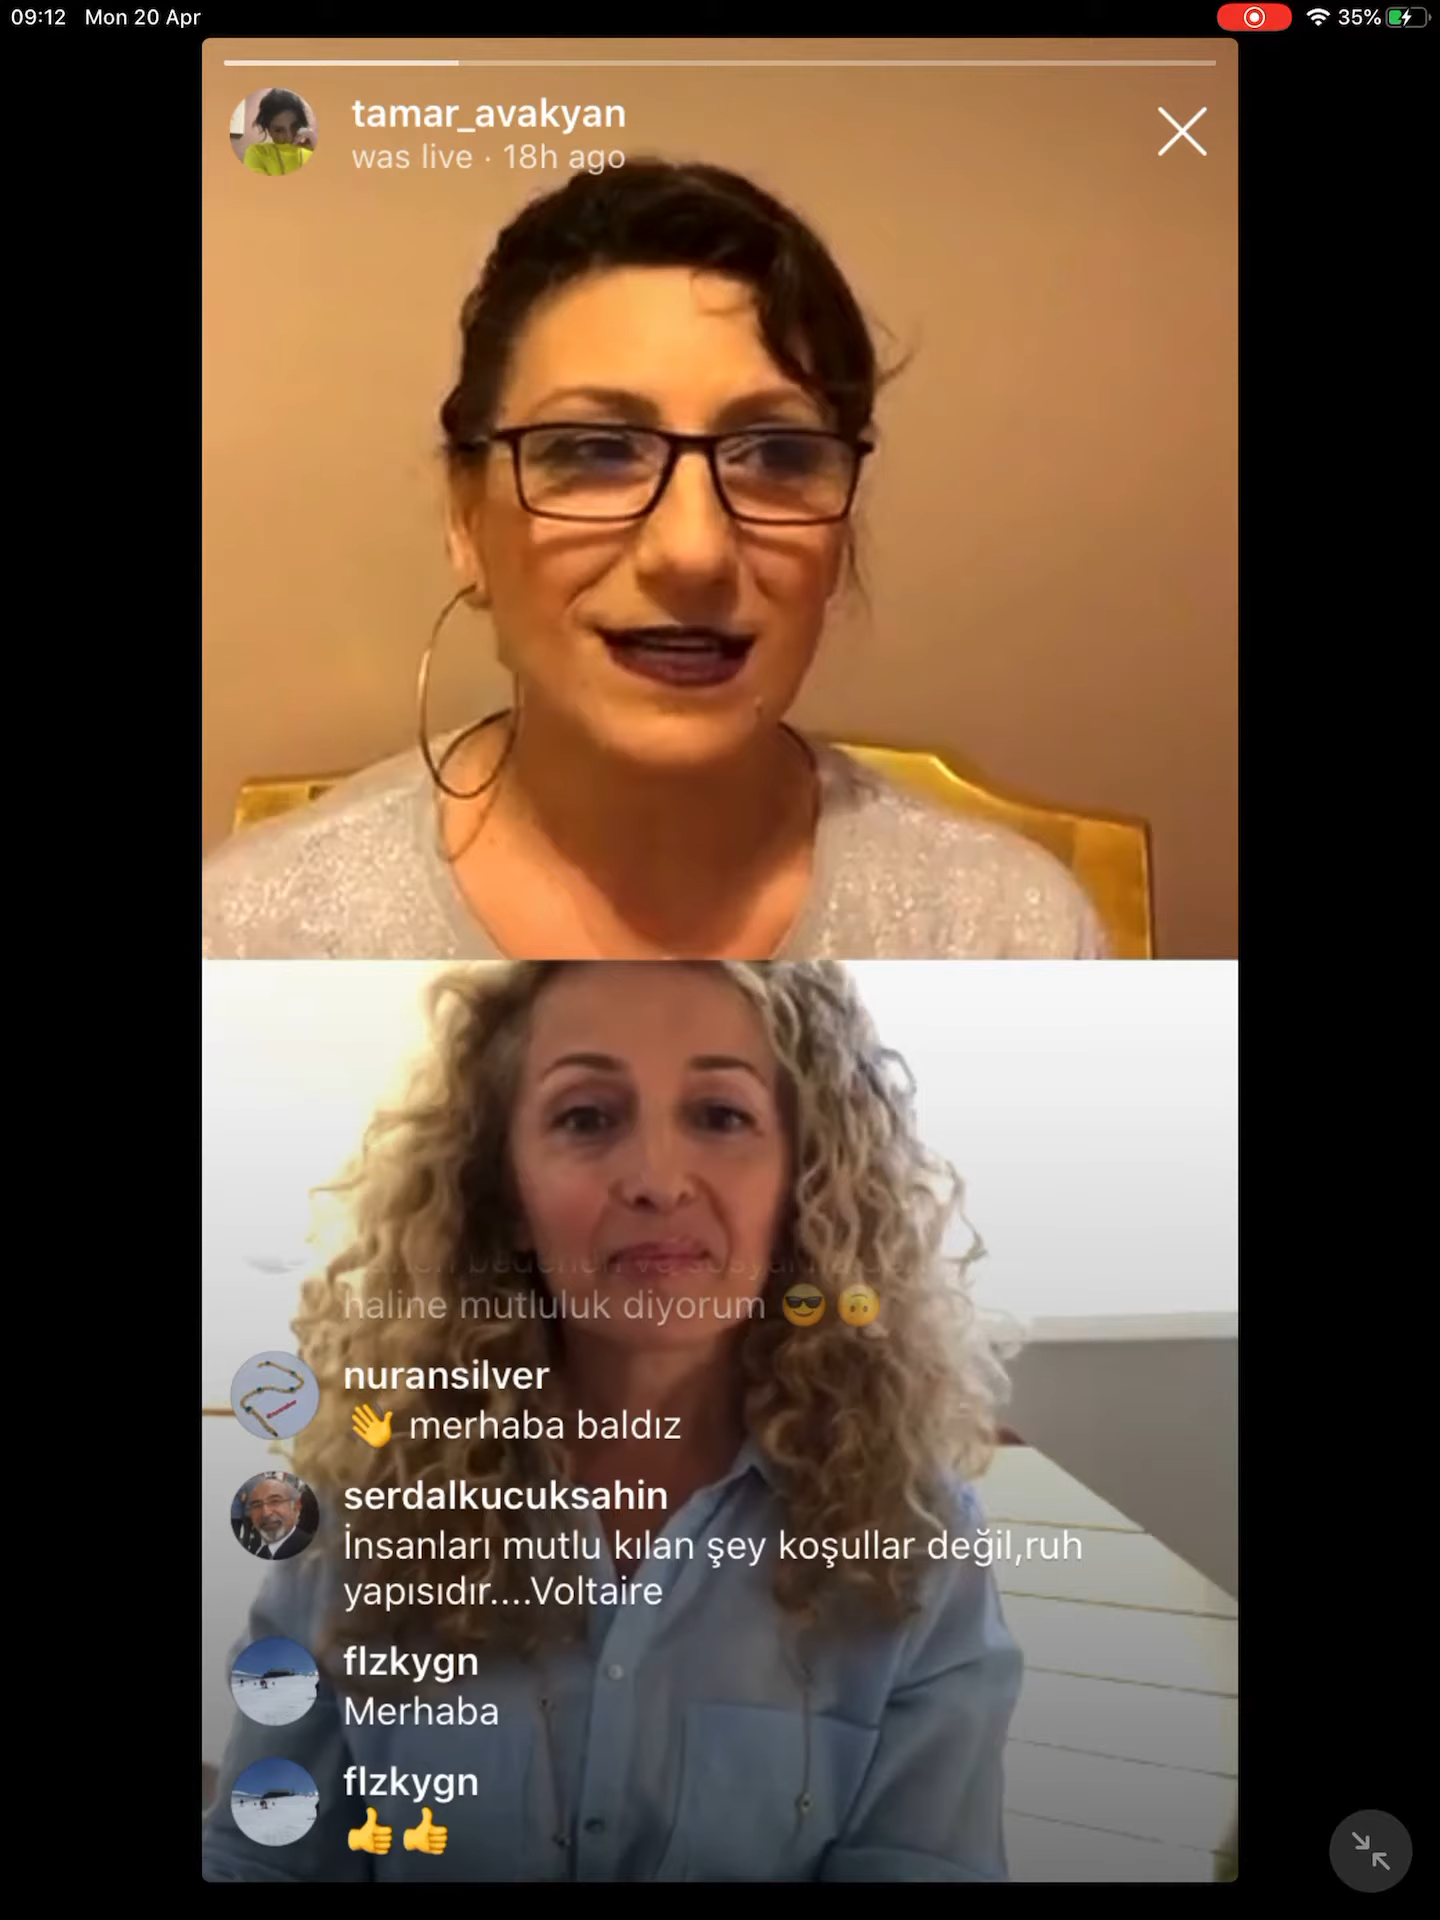 09:12 Mon 20 Apr
35%
tamar_avakyan
was live · 18h ago
haline mutluluk diyorum 😎 🙃
nuransilver
👋 merhaba baldız
serdalkucuksahin
İnsanları mutlu kılan şey koşullar değil,ruh
yapısıdır....Voltaire
flzkygn
Merhaba
flzkygn
👍 👍